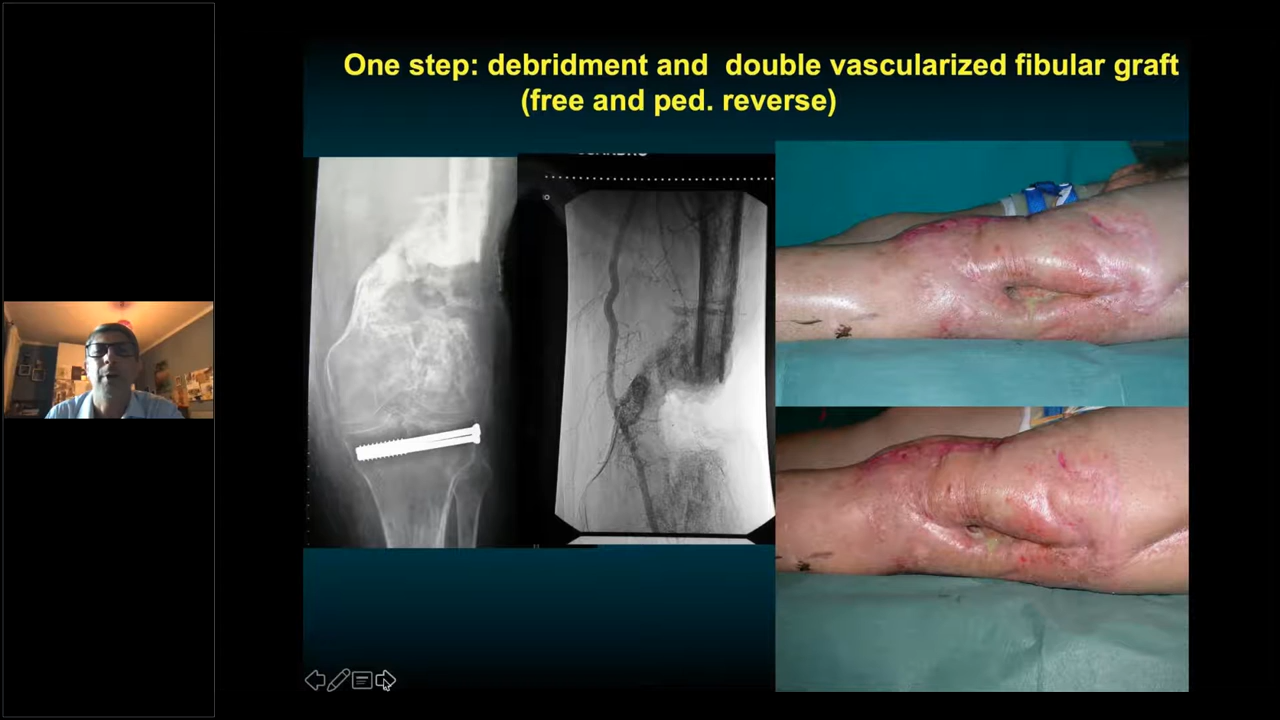 One step: debridment and  double vascularized fibular graft
(free and ped. reverse)